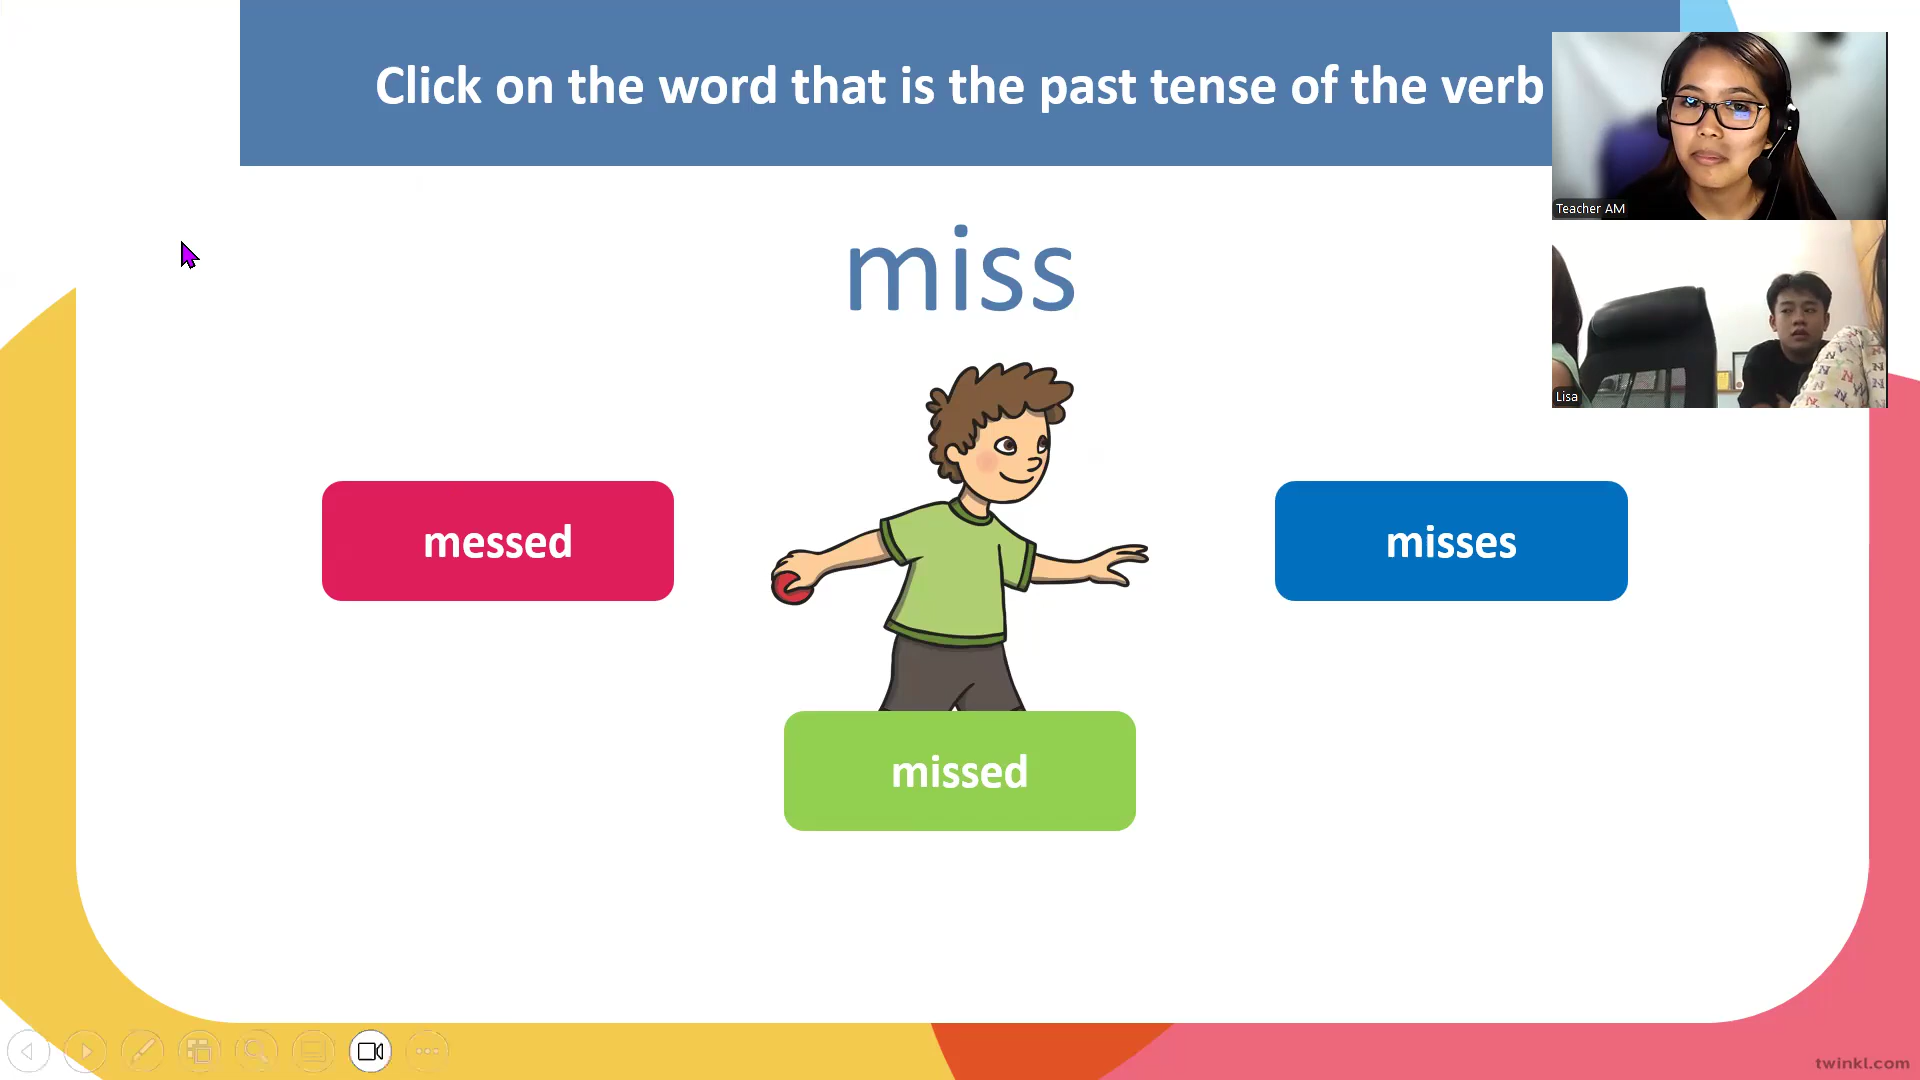 Click on the word that is the past tense of the verb
Teacher AM
miss
Lisa
messed
misses
missed
twinkl.com